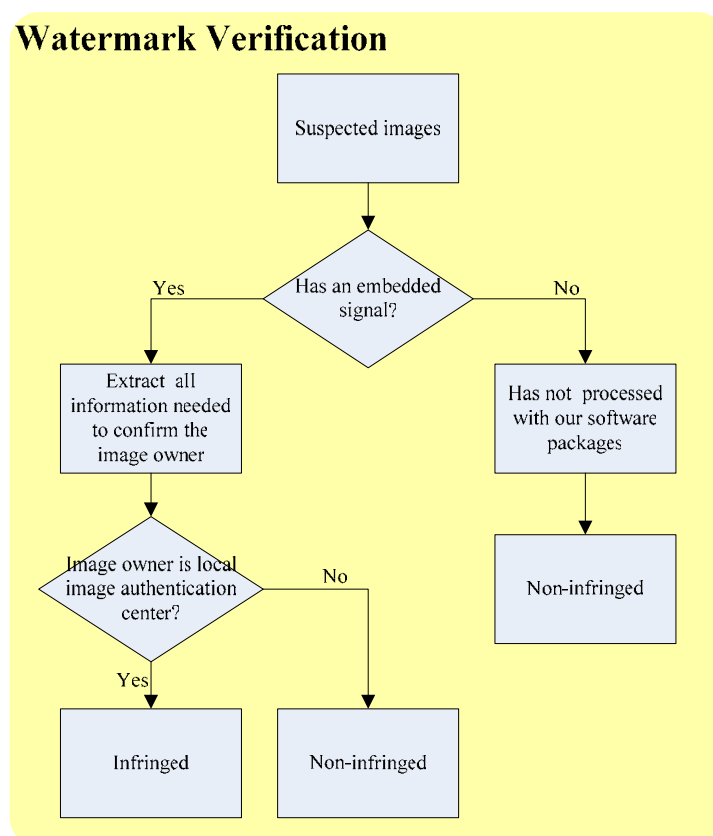 Watermark Verification
Suspected images
Has an embedded
signal?
Yes
No
Extract all
information needed
to confirm the
image owner
Has not processed
with our software
packages
Image owner is local
image authentication
center?
No
Non-infringed
Yes
Infringed
Non-infringed